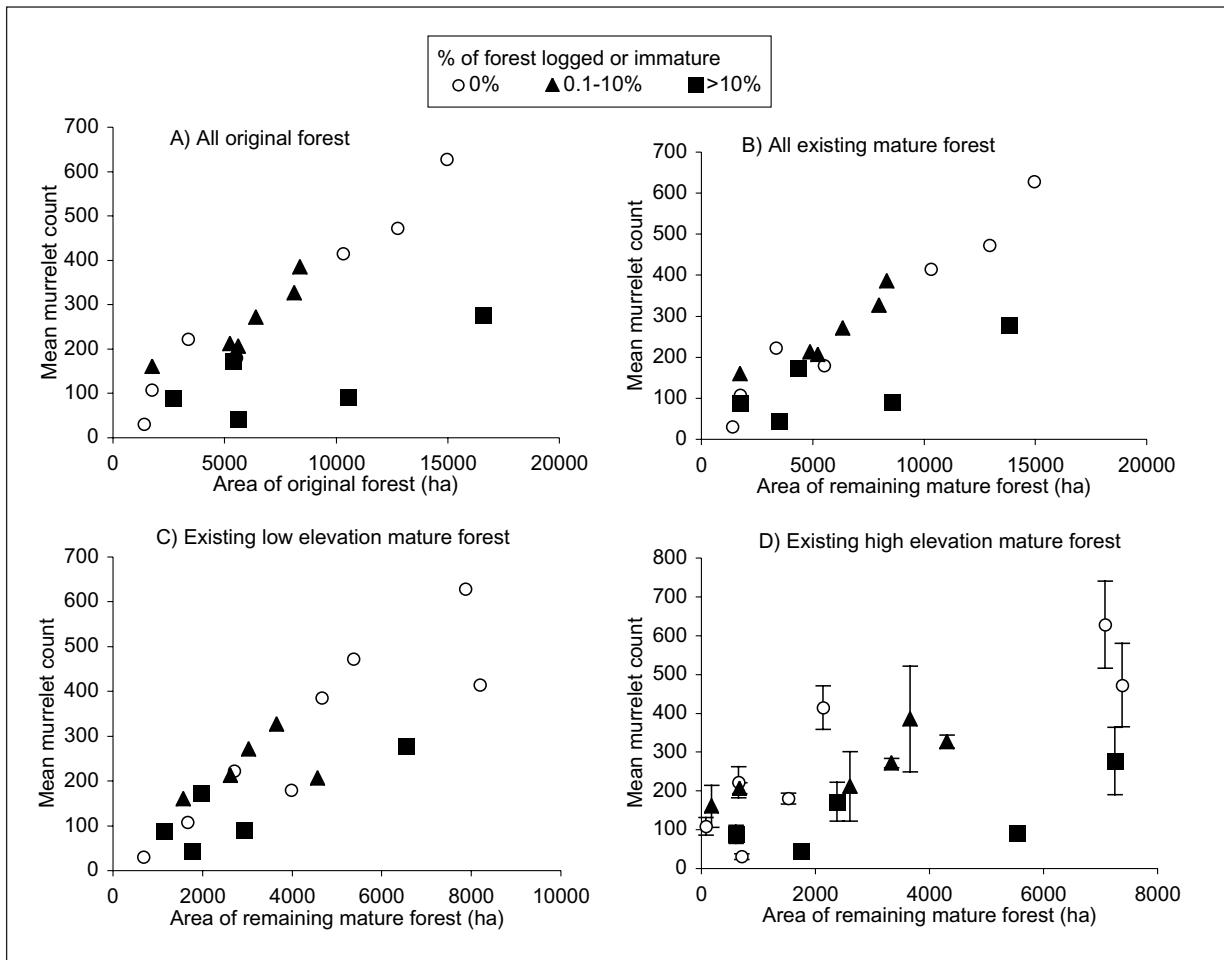 % of forest logged or immature
0% 0.1-10% >10%
A) All original forest
700
600
500
400
300
200
100
0
Mean murrelet count
0 5000 10000 15000 20000
Area of original forest (ha)
B) All existing mature forest
700
600
500
400
300
200
100
0
Mean murrelet count
0 5000 10000 15000 20000
Area of remaining mature forest (ha)
C) Existing low elevation mature forest
700
600
500
400
300
200
100
0
Mean murrelet count
0 2000 4000 6000 8000 10000
Area of remaining mature forest (ha)
D) Existing high elevation mature forest
800
700
600
500
400
300
200
100
0
Mean murrelet count
0 2000 4000 6000 8000
Area of remaining mature forest (ha)